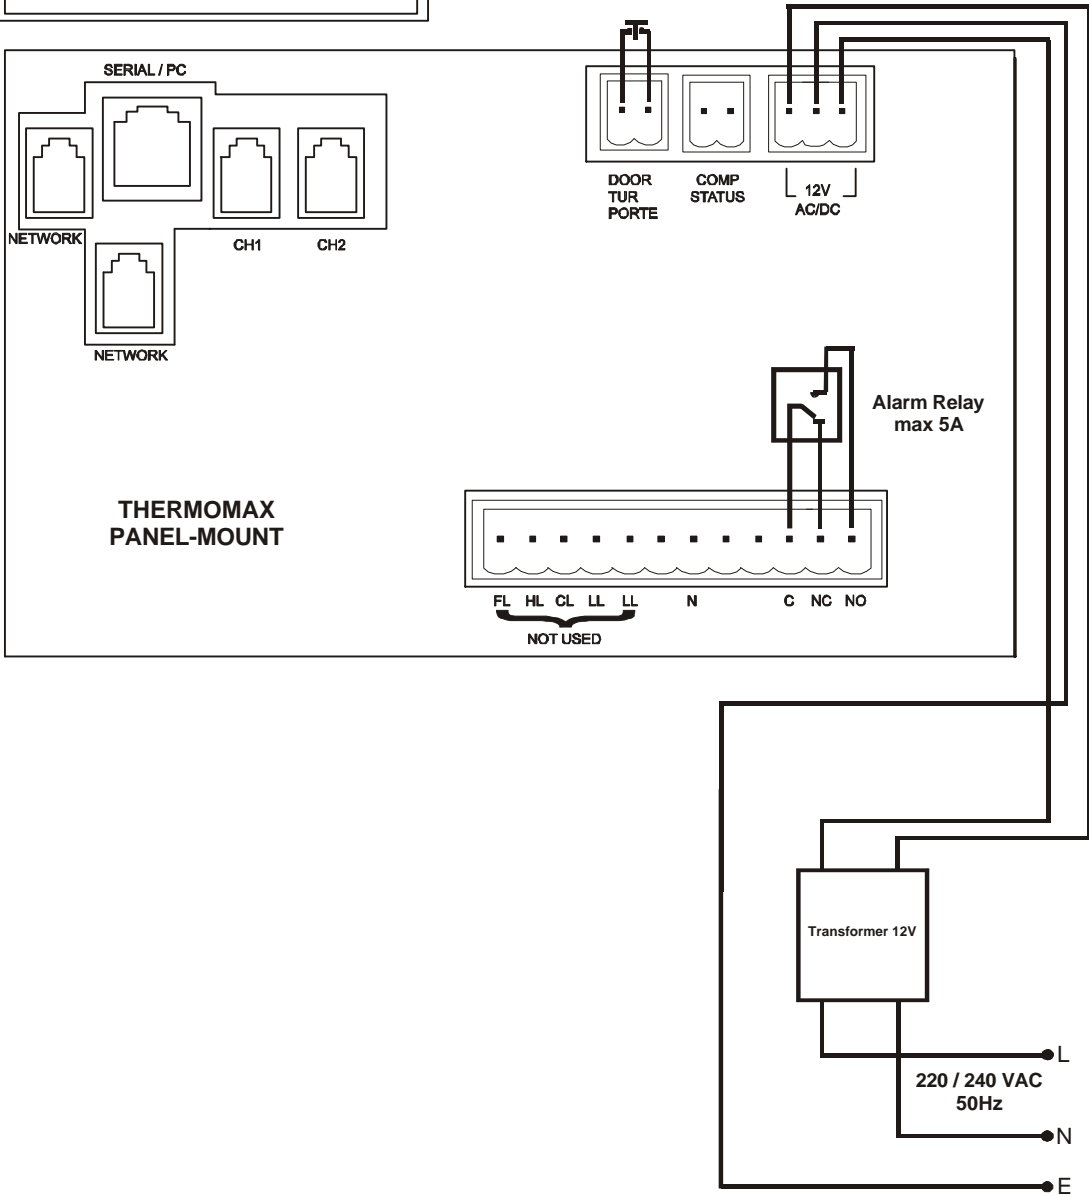 SERIAL / PC
NETWORK
CH1
CH2
NETWORK
DOOR
TUR
PORTE
COMP
STATUS
12V
AC/DC
Alarm Relay
max 5A
THERMOMAX
PANEL-MOUNT
FL HL CL LL LL N C NC NO
NOT USED
Transformer 12V
L
220 / 240 VAC
50Hz
N
E